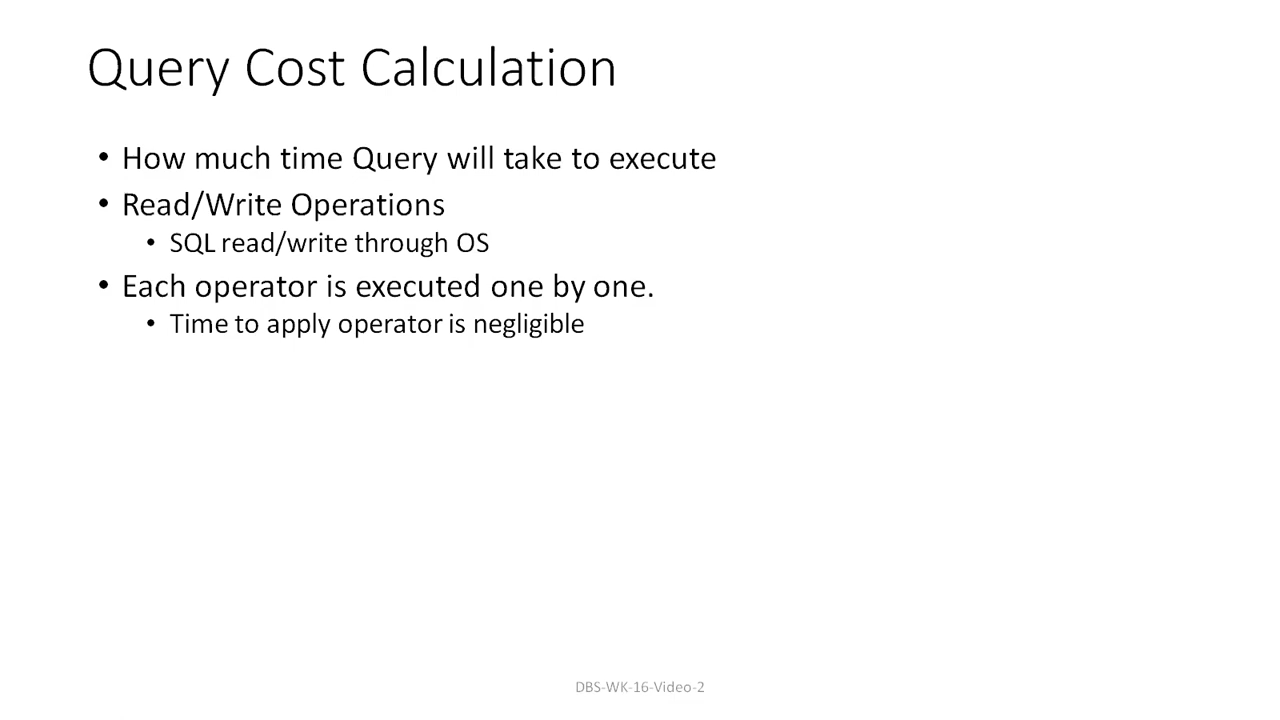 Query Cost Calculation
• How much time Query will take to execute
• Read/Write Operations
• SQL read/write through OS
• Each operator is executed one by one.
• Time to apply operator is negligible
DBS-WK-16-Video-2